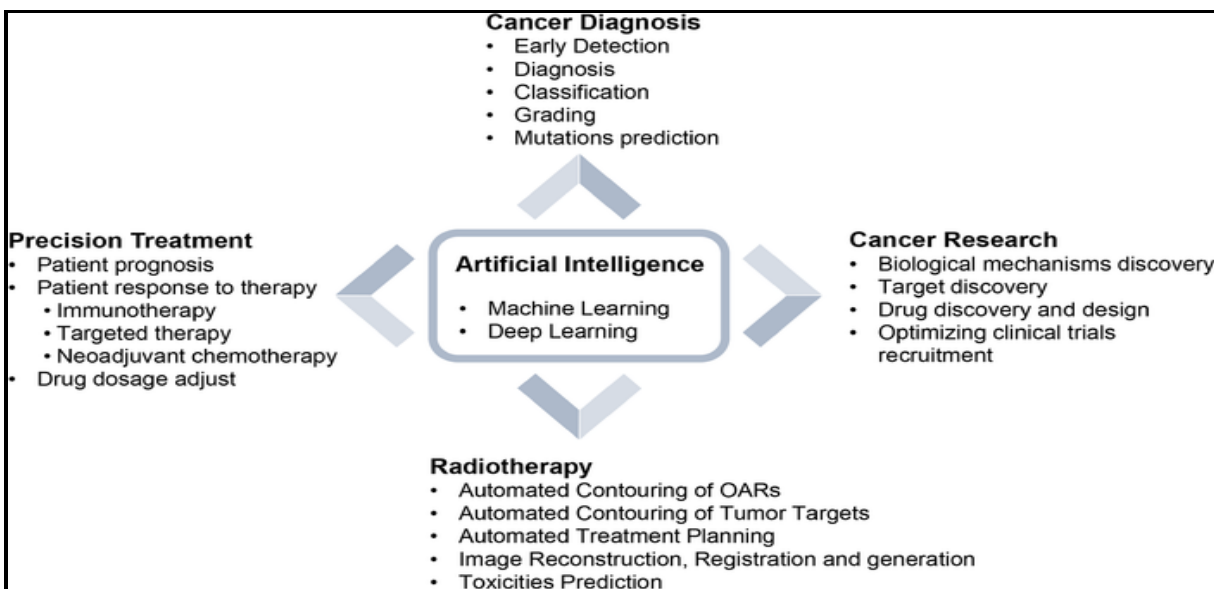 Cancer Diagnosis
• Early Detection
• Diagnosis
• Classification
• Grading
• Mutations prediction
Precision Treatment
• Patient prognosis
• Patient response to therapy
• Immunotherapy
• Targeted therapy
• Neoadjuvant chemotherapy
• Drug dosage adjust
Artificial Intelligence
• Machine Learning
• Deep Learning
Cancer Research
• Biological mechanisms discovery
• Target discovery
• Drug discovery and design
• Optimizing clinical trials
recruitment
Radiotherapy
• Automated Contouring of OARs
• Automated Contouring of Tumor Targets
• Automated Treatment Planning
• Image Reconstruction, Registration and generation
• Toxicities Prediction